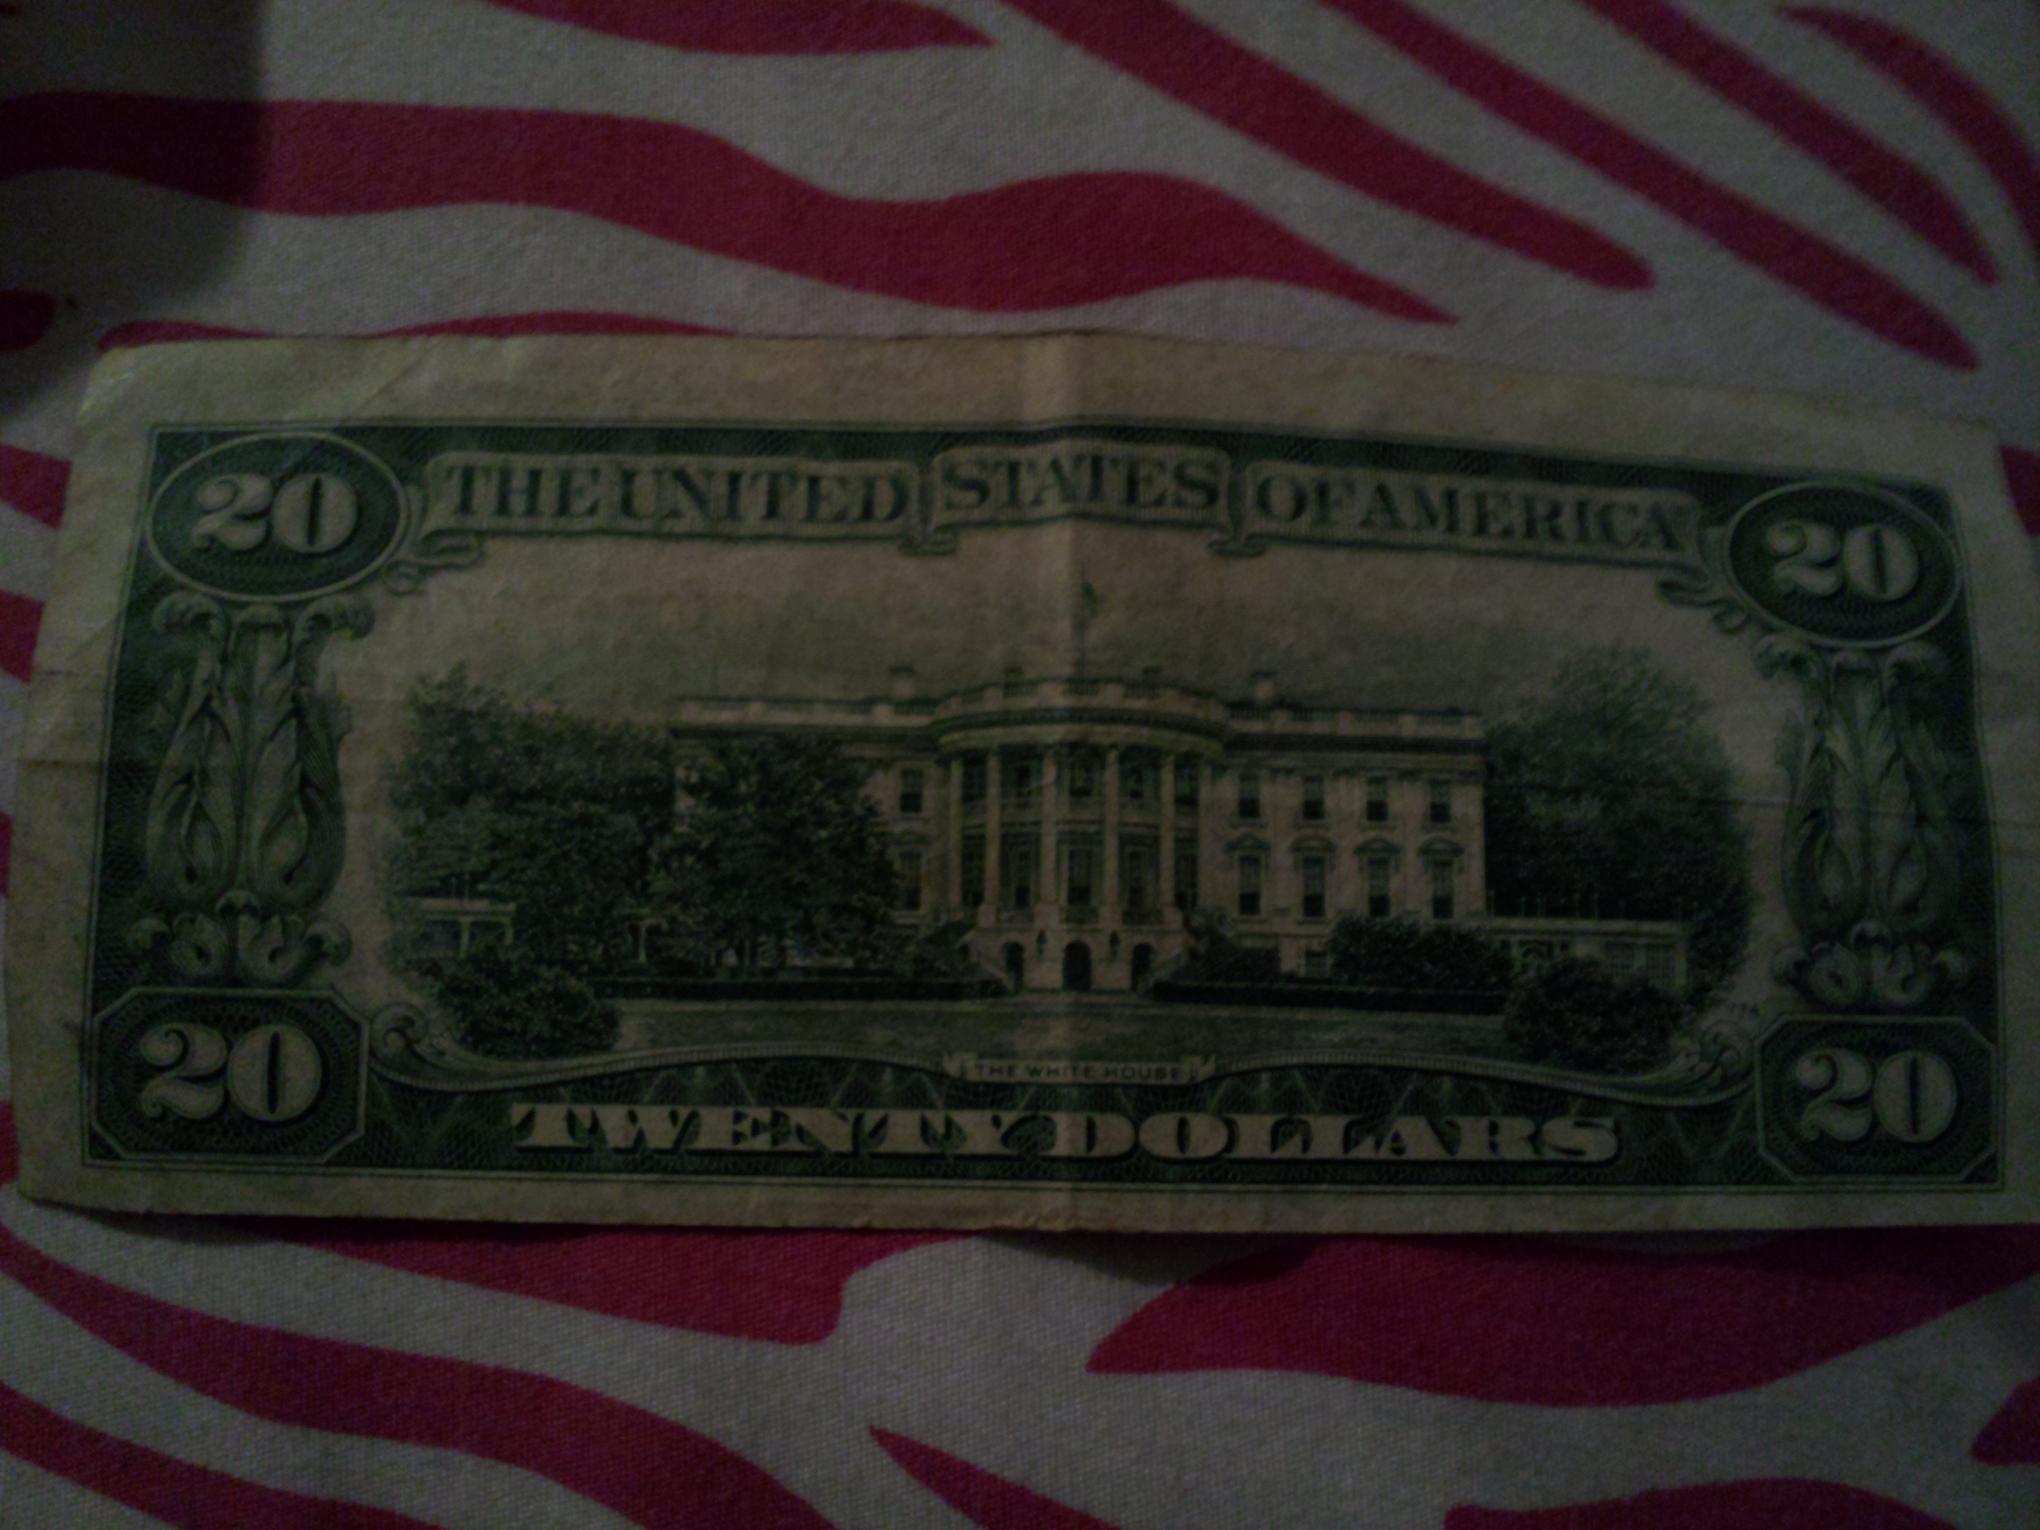 20 THE UNITED STATES OF AMERICA 20
THE WHITE HOUSE
20 TWENTY DOLLARS 20